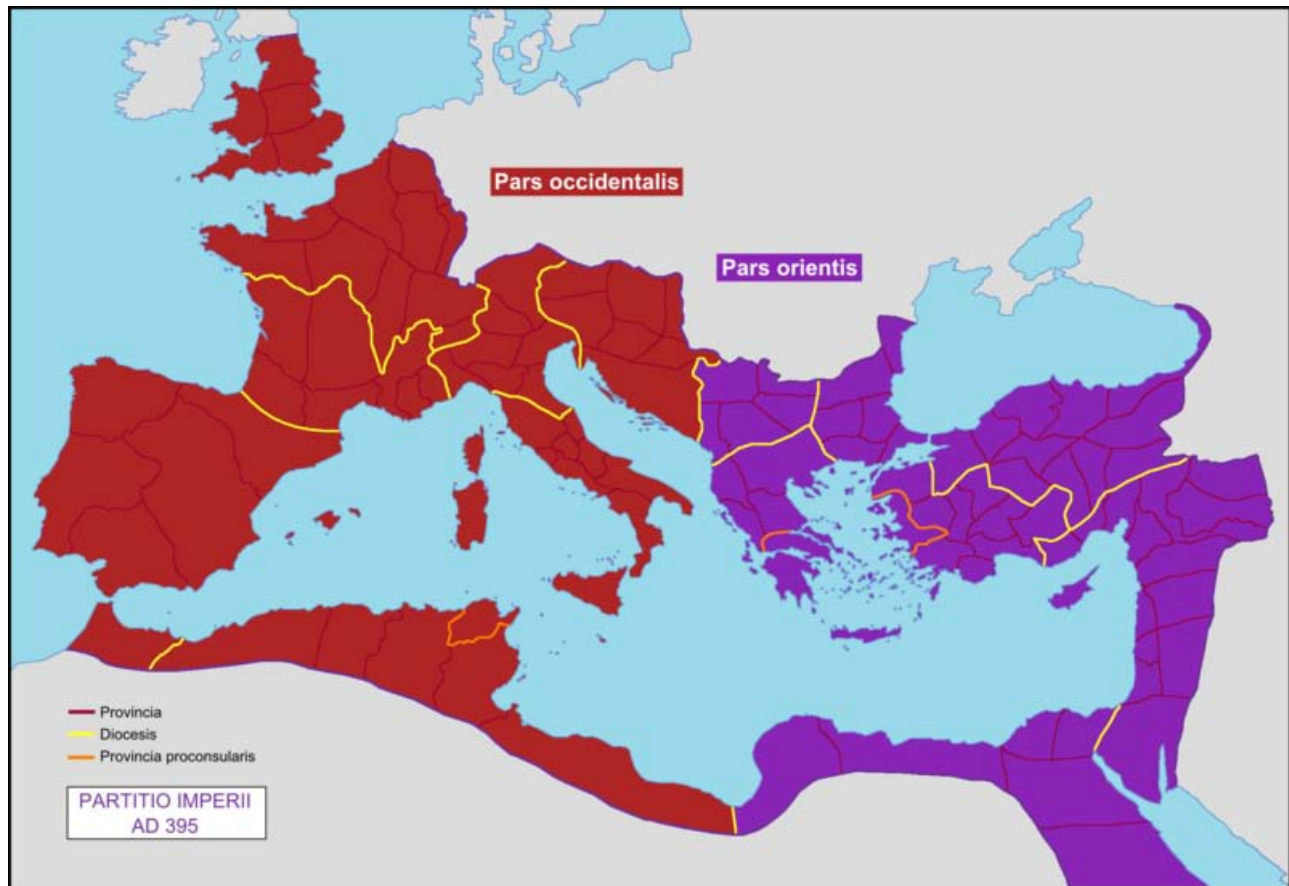 Pars occidentalis
Pars orientis
Provincia
Diocesis
Provincia proconsularis
PARTITIO IMPERII
AD 395